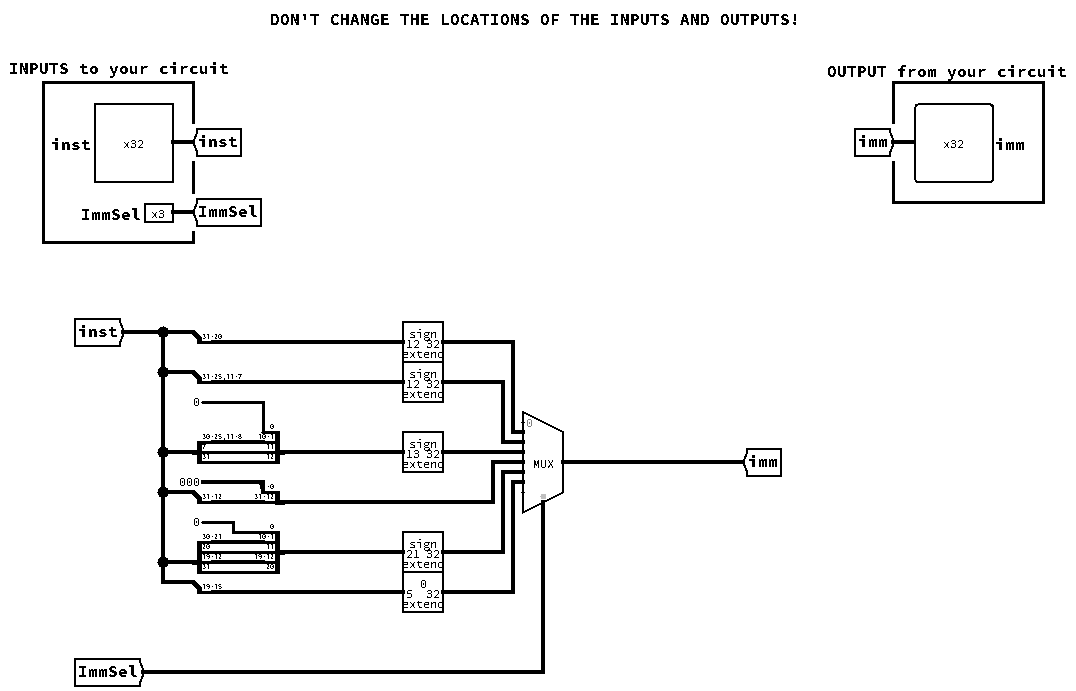 DON'T CHANGE THE LOCATIONS OF THE INPUTS AND OUTPUTS!
INPUTS to your circuit
OUTPUT from your circuit
inst
x32
inst
imm
x32
imm
ImmSel
x3
ImmSel
inst
31-20
sign
12 32
extend
31-25,11-7
sign
12 32
extend
0
0
0
30-25,11-8
10-1
7
11
31
12
sign
13 32
extend
MUX
imm
000
-0
31-12
31-12
0
0
30-21
10-1
20
11
19-12
19-12
31
20
sign
21 32
extend
19-15
0
5 32
extend
ImmSel